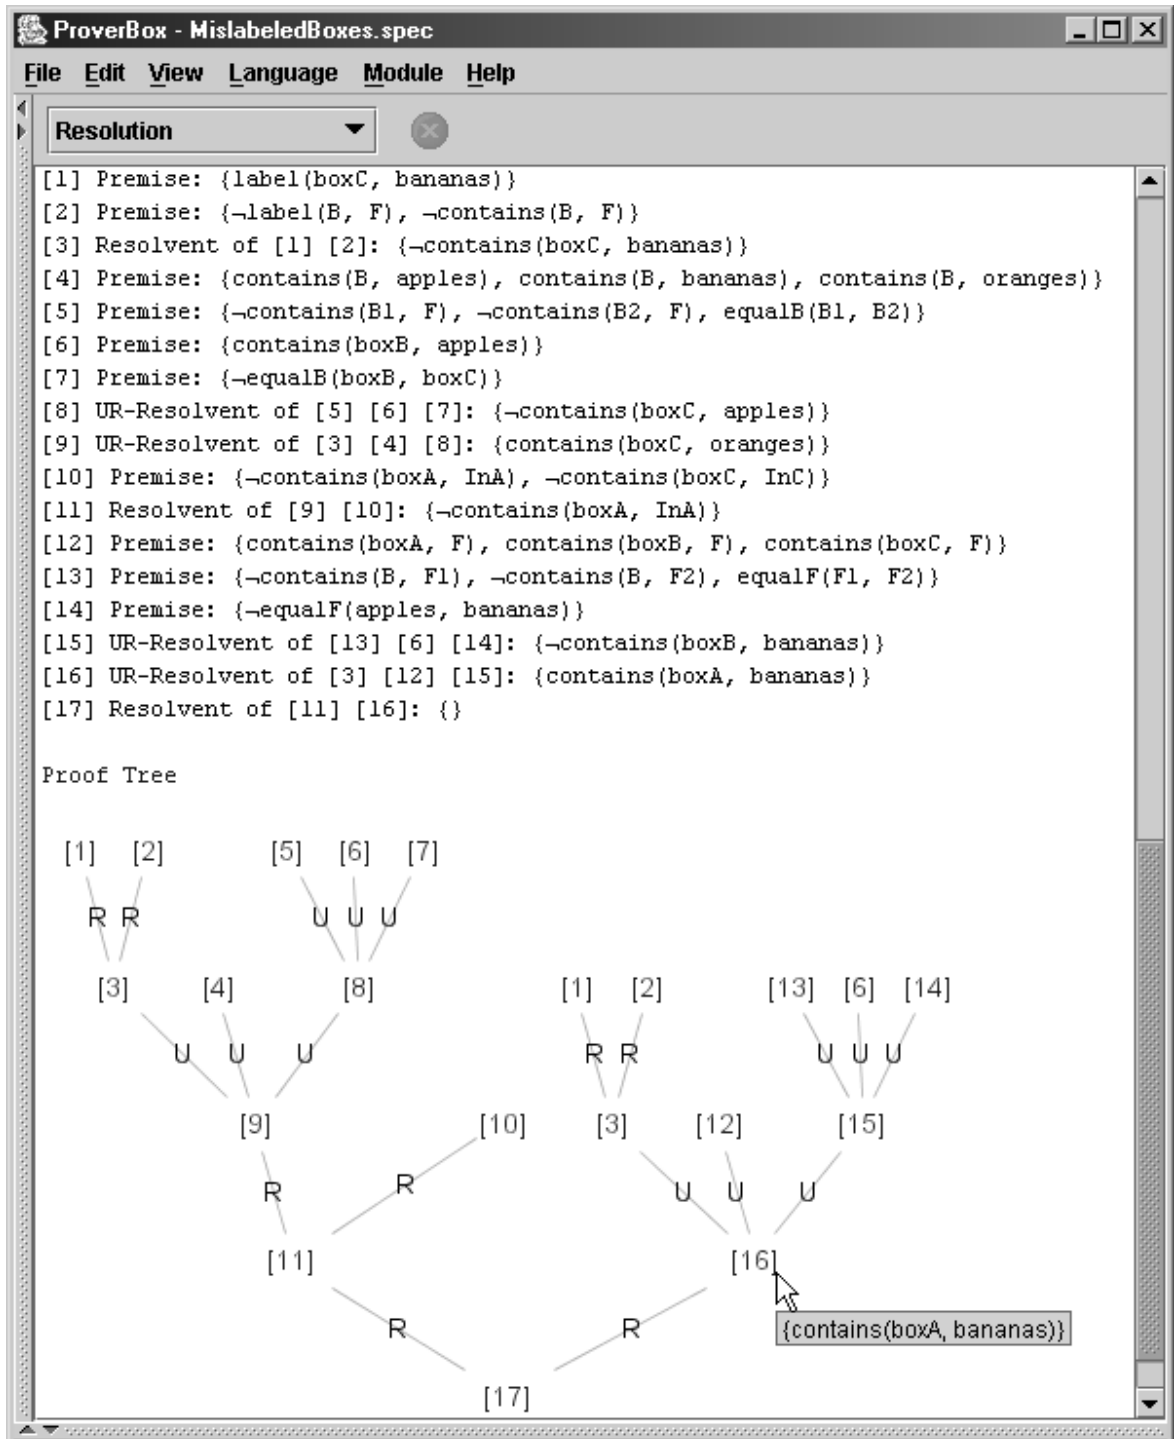 ProverBox - MislabeledBoxes.spec
File Edit View Language Module Help
Resolution
[1] Premise: {label(boxC, bananas)}
[2] Premise: {¬label(B, F), ¬contains(B, F)}
[3] Resolvent of [1] [2]: {¬contains(boxC, bananas)}
[4] Premise: {contains(B, apples), contains(B, bananas), contains(B, oranges)}
[5] Premise: {¬contains(B1, F), ¬contains(B2, F), equalB(B1, B2)}
[6] Premise: {contains(boxB, apples)}
[7] Premise: {¬equalB(boxB, boxC)}
[8] UR-Resolvent of [5] [6] [7]: {¬contains(boxC, apples)}
[9] UR-Resolvent of [3] [4] [8]: {contains(boxC, oranges)}
[10] Premise: {¬contains(boxA, InA), ¬contains(boxC, InC)}
[11] Resolvent of [9] [10]: {¬contains(boxA, InA)}
[12] Premise: {contains(boxA, F), contains(boxB, F), contains(boxC, F)}
[13] Premise: {¬contains(B, F1), ¬contains(B, F2), equalF(F1, F2)}
[14] Premise: {¬equalF(apples, bananas)}
[15] UR-Resolvent of [13] [6] [14]: {¬contains(boxB, bananas)}
[16] UR-Resolvent of [3] [12] [15]: {contains(boxA, bananas)}
[17] Resolvent of [11] [16]: {}
Proof Tree
[1] [2] [5] [6] [7]
R R U U U
[3] [4] [8] [1] [2] [13] [6] [14]
U U U R R U U U
[9] [10] [3] [12] [15]
R R U U U
[11] [16]
R R {contains(boxA, bananas)}
[17]